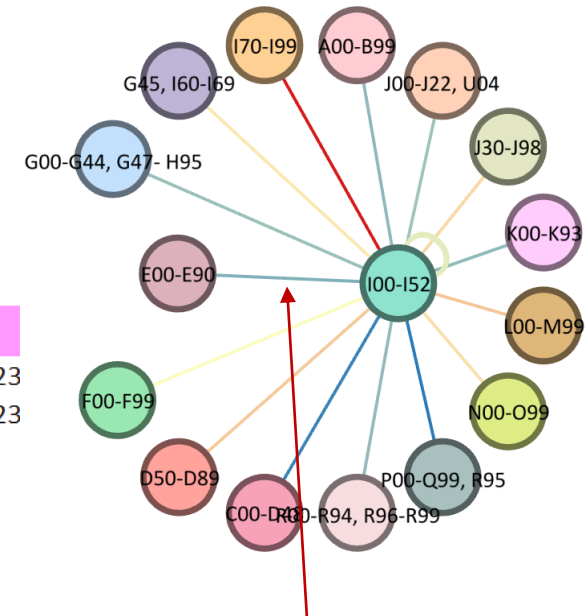 I70-I99
A00-B99
G45, I60-I69
J00-J22, U04
J30-J98
G00-G44, G47- H95
K00-K93
E00-E90
I00-I52
L00-M99
23
F00-F99
23
N00-O99
D50-D89
P00-Q99, R95
C00-D48
R00-R94, R96-R99